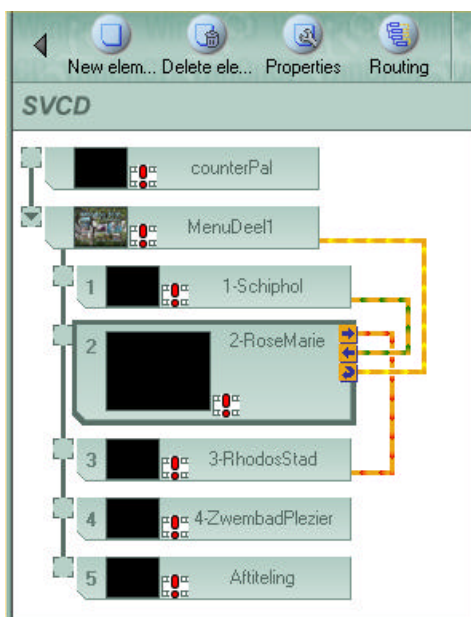 New elem... Delete ele... Properties Routing
SVCD
counterPal
MenuDeel1
1 1-Schiphol
2 2-RoseMarie
3 3-RhodosStad
4 4-ZwembadPlezier
5 Aftiteling